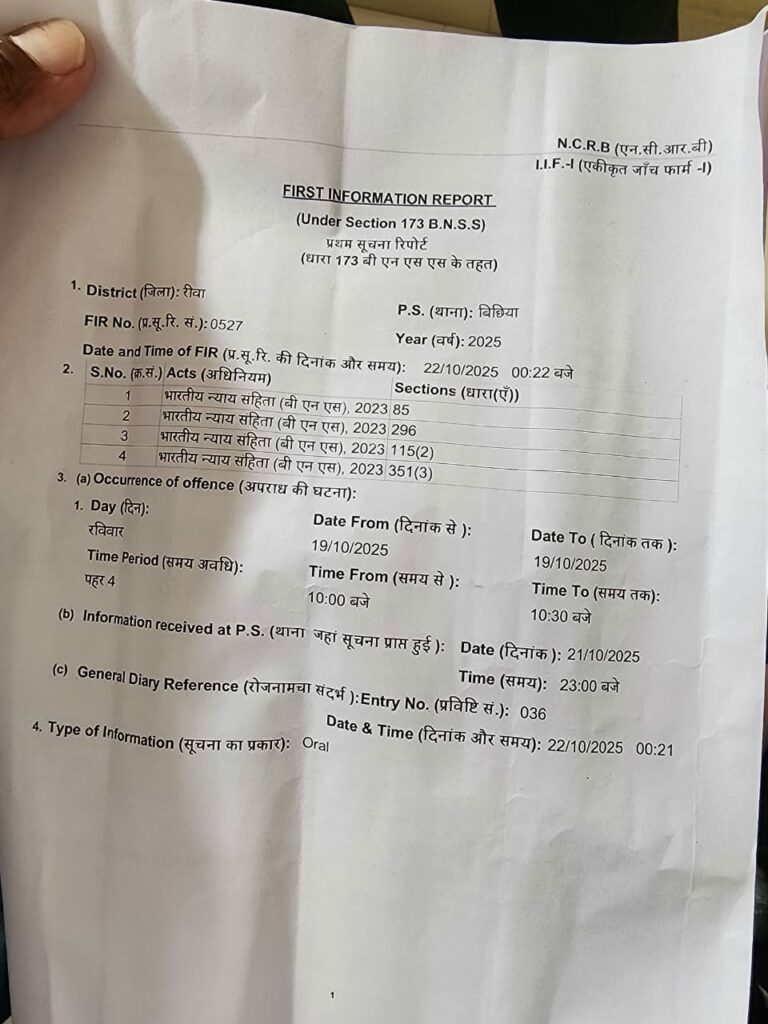 N.C.R.B (एन.सी.आर.बी)
I.I.F.-I (एकीकृत जाँच फार्म -I)
FIRST INFORMATION REPORT
(Under Section 173 B.N.S.S)
प्रथम सूचना रिपोर्ट
(धारा 173 बी एन एस एस के तहत)
1. District (जिला): रीवा P.S. (थाना): बिछिया
FIR No. (प्र.सू.रि. सं.): 0527 Year (वर्ष): 2025
Date and Time of FIR (प्र.सू.रि. की दिनांक और समय): 22/10/2025 00:22 बजे
2. S.No. (क्र.सं.) Acts (अधिनियम) Sections (धारा(एँ))
1 भारतीय न्याय संहिता (बी एन एस), 2023 85
2 भारतीय न्याय संहिता (बी एन एस), 2023 296
3 भारतीय न्याय संहिता (बी एन एस), 2023 115(2)
4 भारतीय न्याय संहिता (बी एन एस), 2023 351(3)
3. (a) Occurrence of offence (अपराध की घटना):
1. Day (दिन): Date From (दिनांक से ): Date To ( दिनांक तक ):
रविवार 19/10/2025 19/10/2025
Time Period (समय अवधि): Time From (समय से ): Time To (समय तक):
पहर 4 10:00 बजे 10:30 बजे
(b) Information received at P.S. (थाना जहां सूचना प्राप्त हुई ): Date (दिनांक ): 21/10/2025
Time (समय): 23:00 बजे
(c) General Diary Reference (रोजनामचा संदर्भ ): Entry No. (प्रविष्टि सं.): 036
Date & Time (दिनांक और समय): 22/10/2025 00:21
4. Type of Information (सूचना का प्रकार): Oral
1